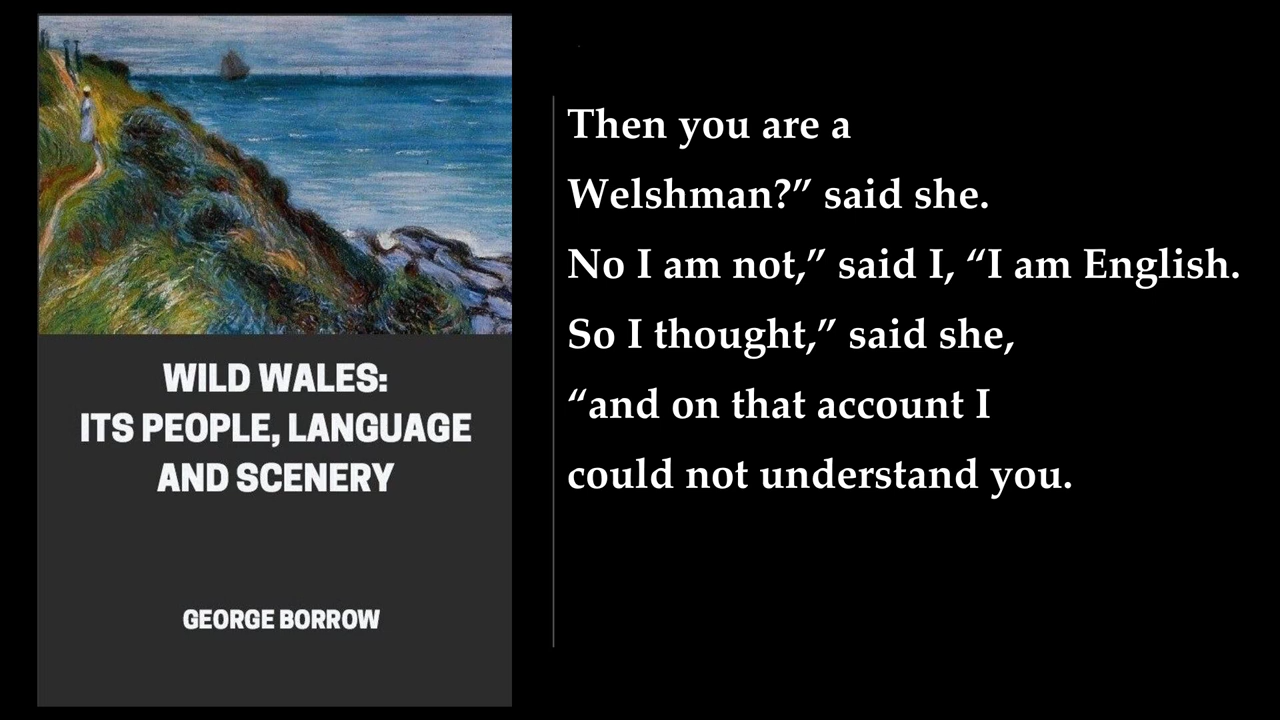 WILD WALES:
ITS PEOPLE, LANGUAGE
AND SCENERY
GEORGE BORROW
Then you are a
Welshman?” said she.
No I am not,” said I, “I am English.
So I thought,” said she,
“and on that account I
could not understand you.